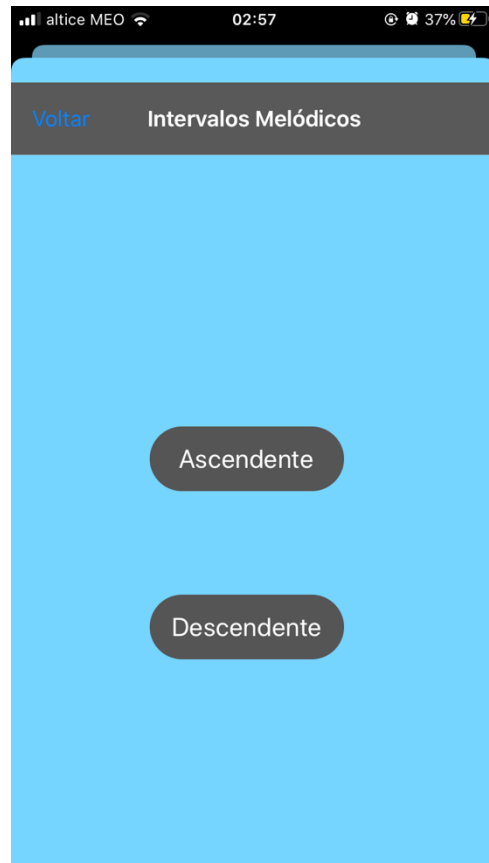 altice MEO 02:57 37%
Voltar Intervalos Melódicos
Ascendente
Descendente